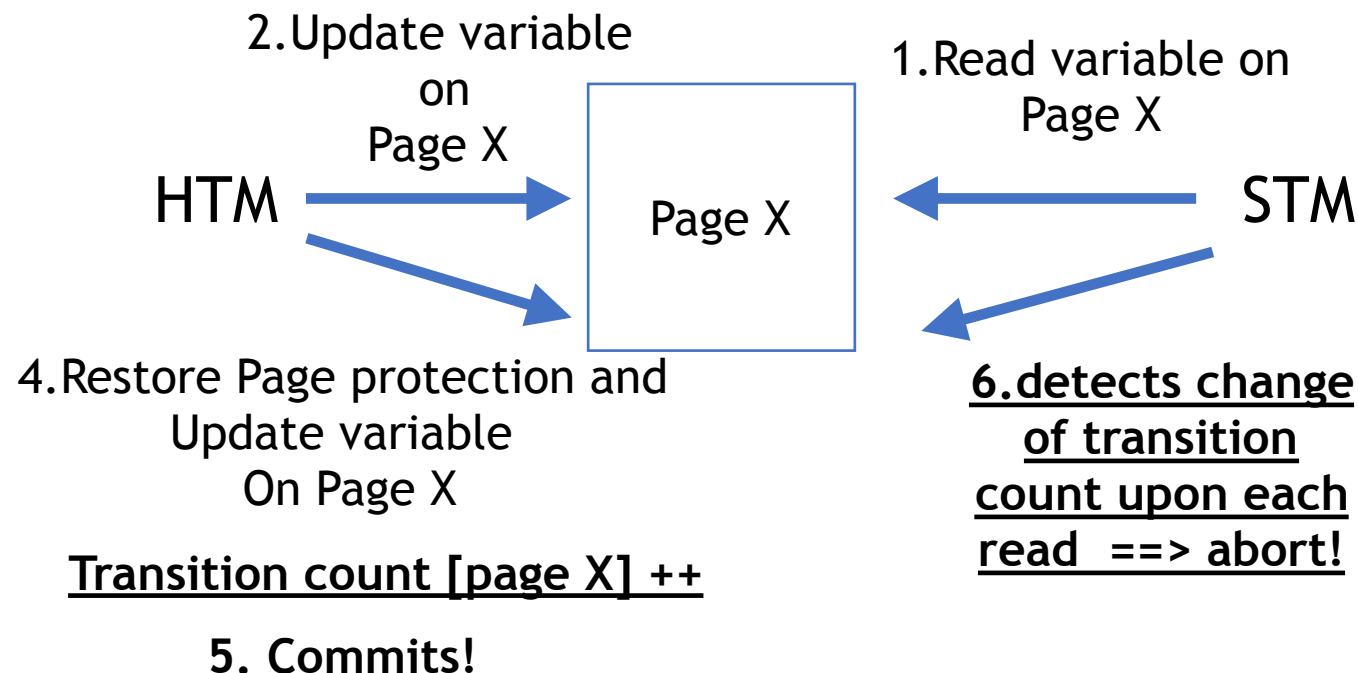 2.Update variable
on
Page X
1.Read variable on
Page X
HTM
Page X
STM
4.Restore Page protection and
Update variable
On Page X
Transition count [page X] ++
5. Commits!
6.detects change
of transition
count upon each
read ==> abort!